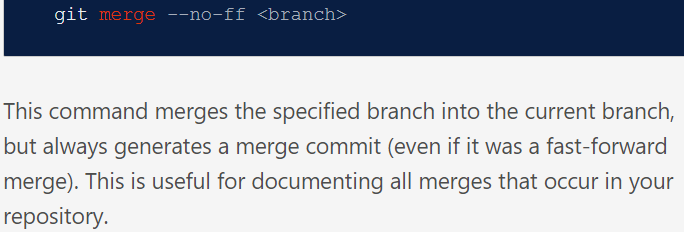 git merge --no-ff <branch>
This command merges the specified branch into the current branch,
but always generates a merge commit (even if it was a fast-forward
merge). This is useful for documenting all merges that occur in your
repository.